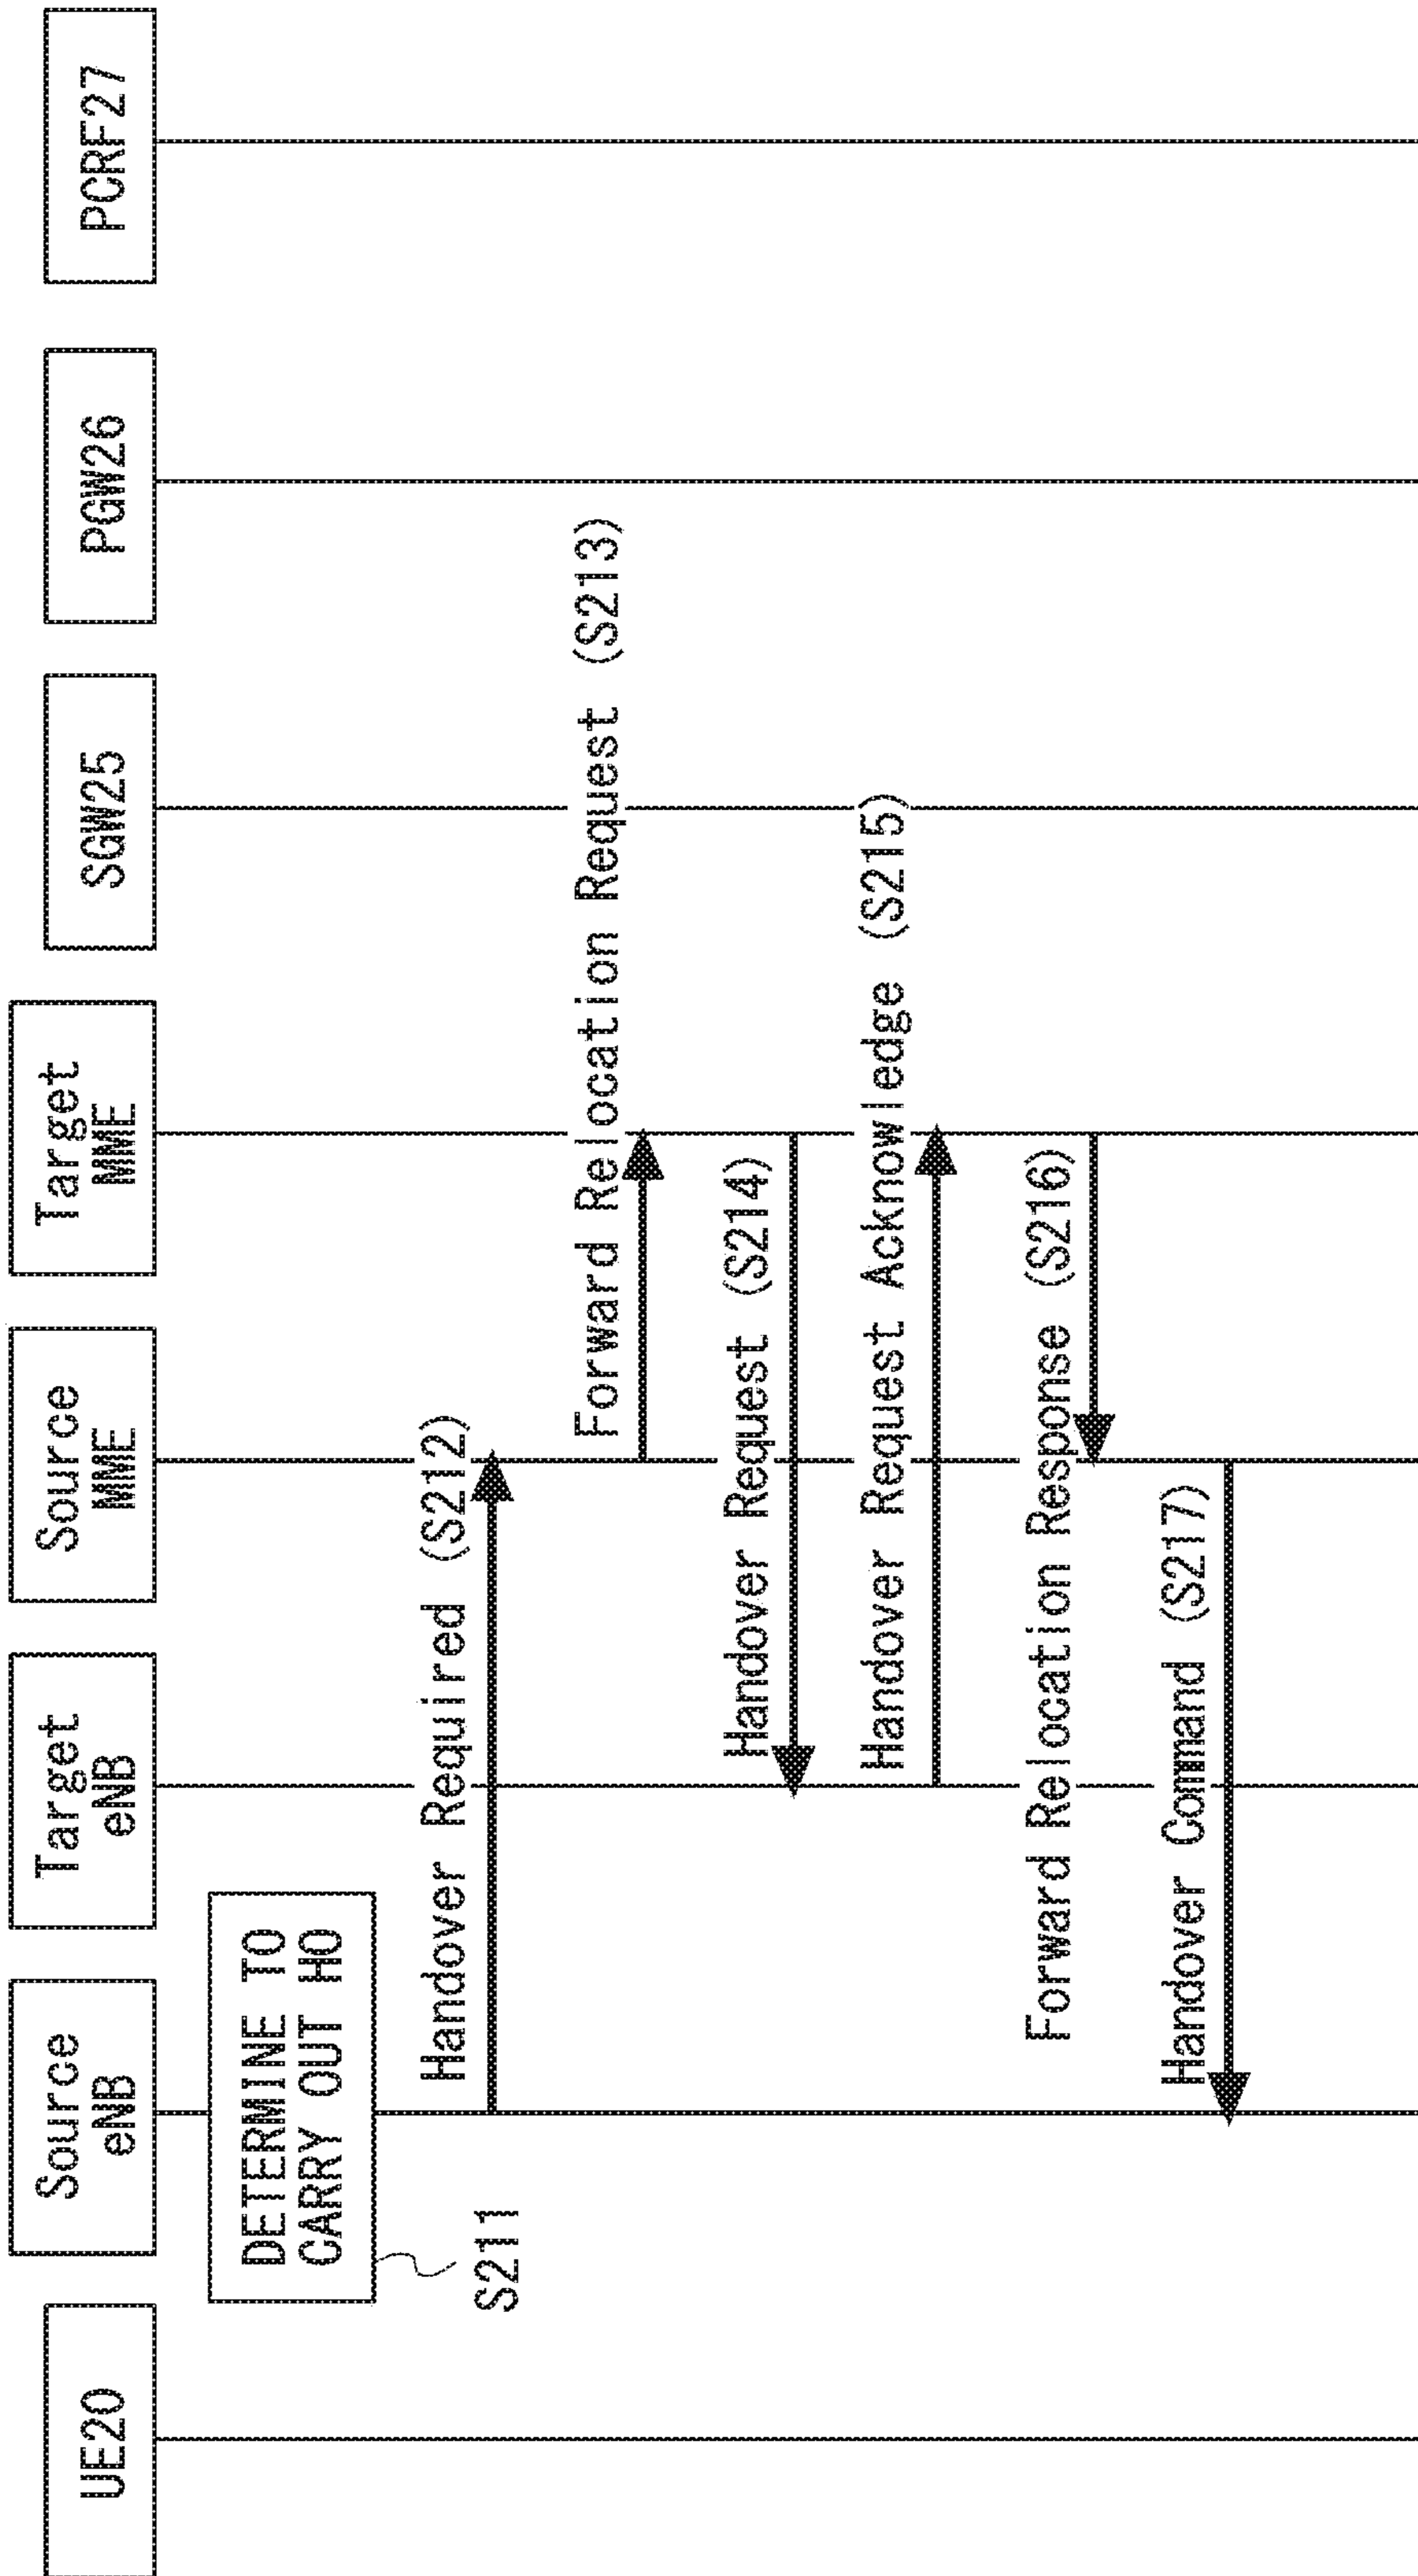 UE20
Source
eNB
Target
eNB
Source
MME
Target
MME
SGW25
PGW26
PCRF27
DETERMINE TO
CARRY OUT HO
S211
Handover Required (S212)
Forward Relocation Request (S213)
Handover Request (S214)
Handover Request Acknowledge (S215)
Forward Relocation Response (S216)
Handover Command (S217)